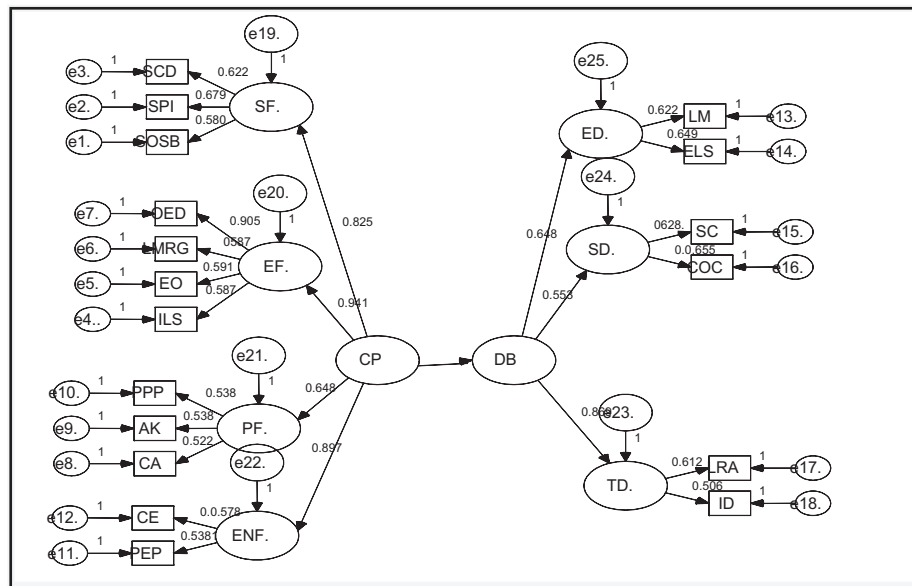 e19.
1
e3. 1 SCD 0.622
e2. 1 SPI 0.679 SF.
e1. 1 SOSB 0.580
0.825
e20.
1
e7. 1 OED 0.905
e6. 1 LMRG 0587
e5. 1 EO 0.591 EF.
e4.. 1 ILS 0.587
0.941
e21.
1
e10. 1 PPP 0.538
e9. 1 AK 0.538 PF.
e8. 1 CA 0.522
0.648
CP
0.897
e22.
1
e12. 1 CE 0.0.578
e11. 1 PEP 0.5381 ENF.
e25.
1
ED. 0.622 LM 1 e13.
0.649 ELS 1 e14.
0.648
e24.
1
SD. 0628. SC 1 e15.
0.0.655 COC 1 e16.
0.553
DB
e23.
1
TD. 0.612 LRA 1 e17.
0.506 ID 1 e18.